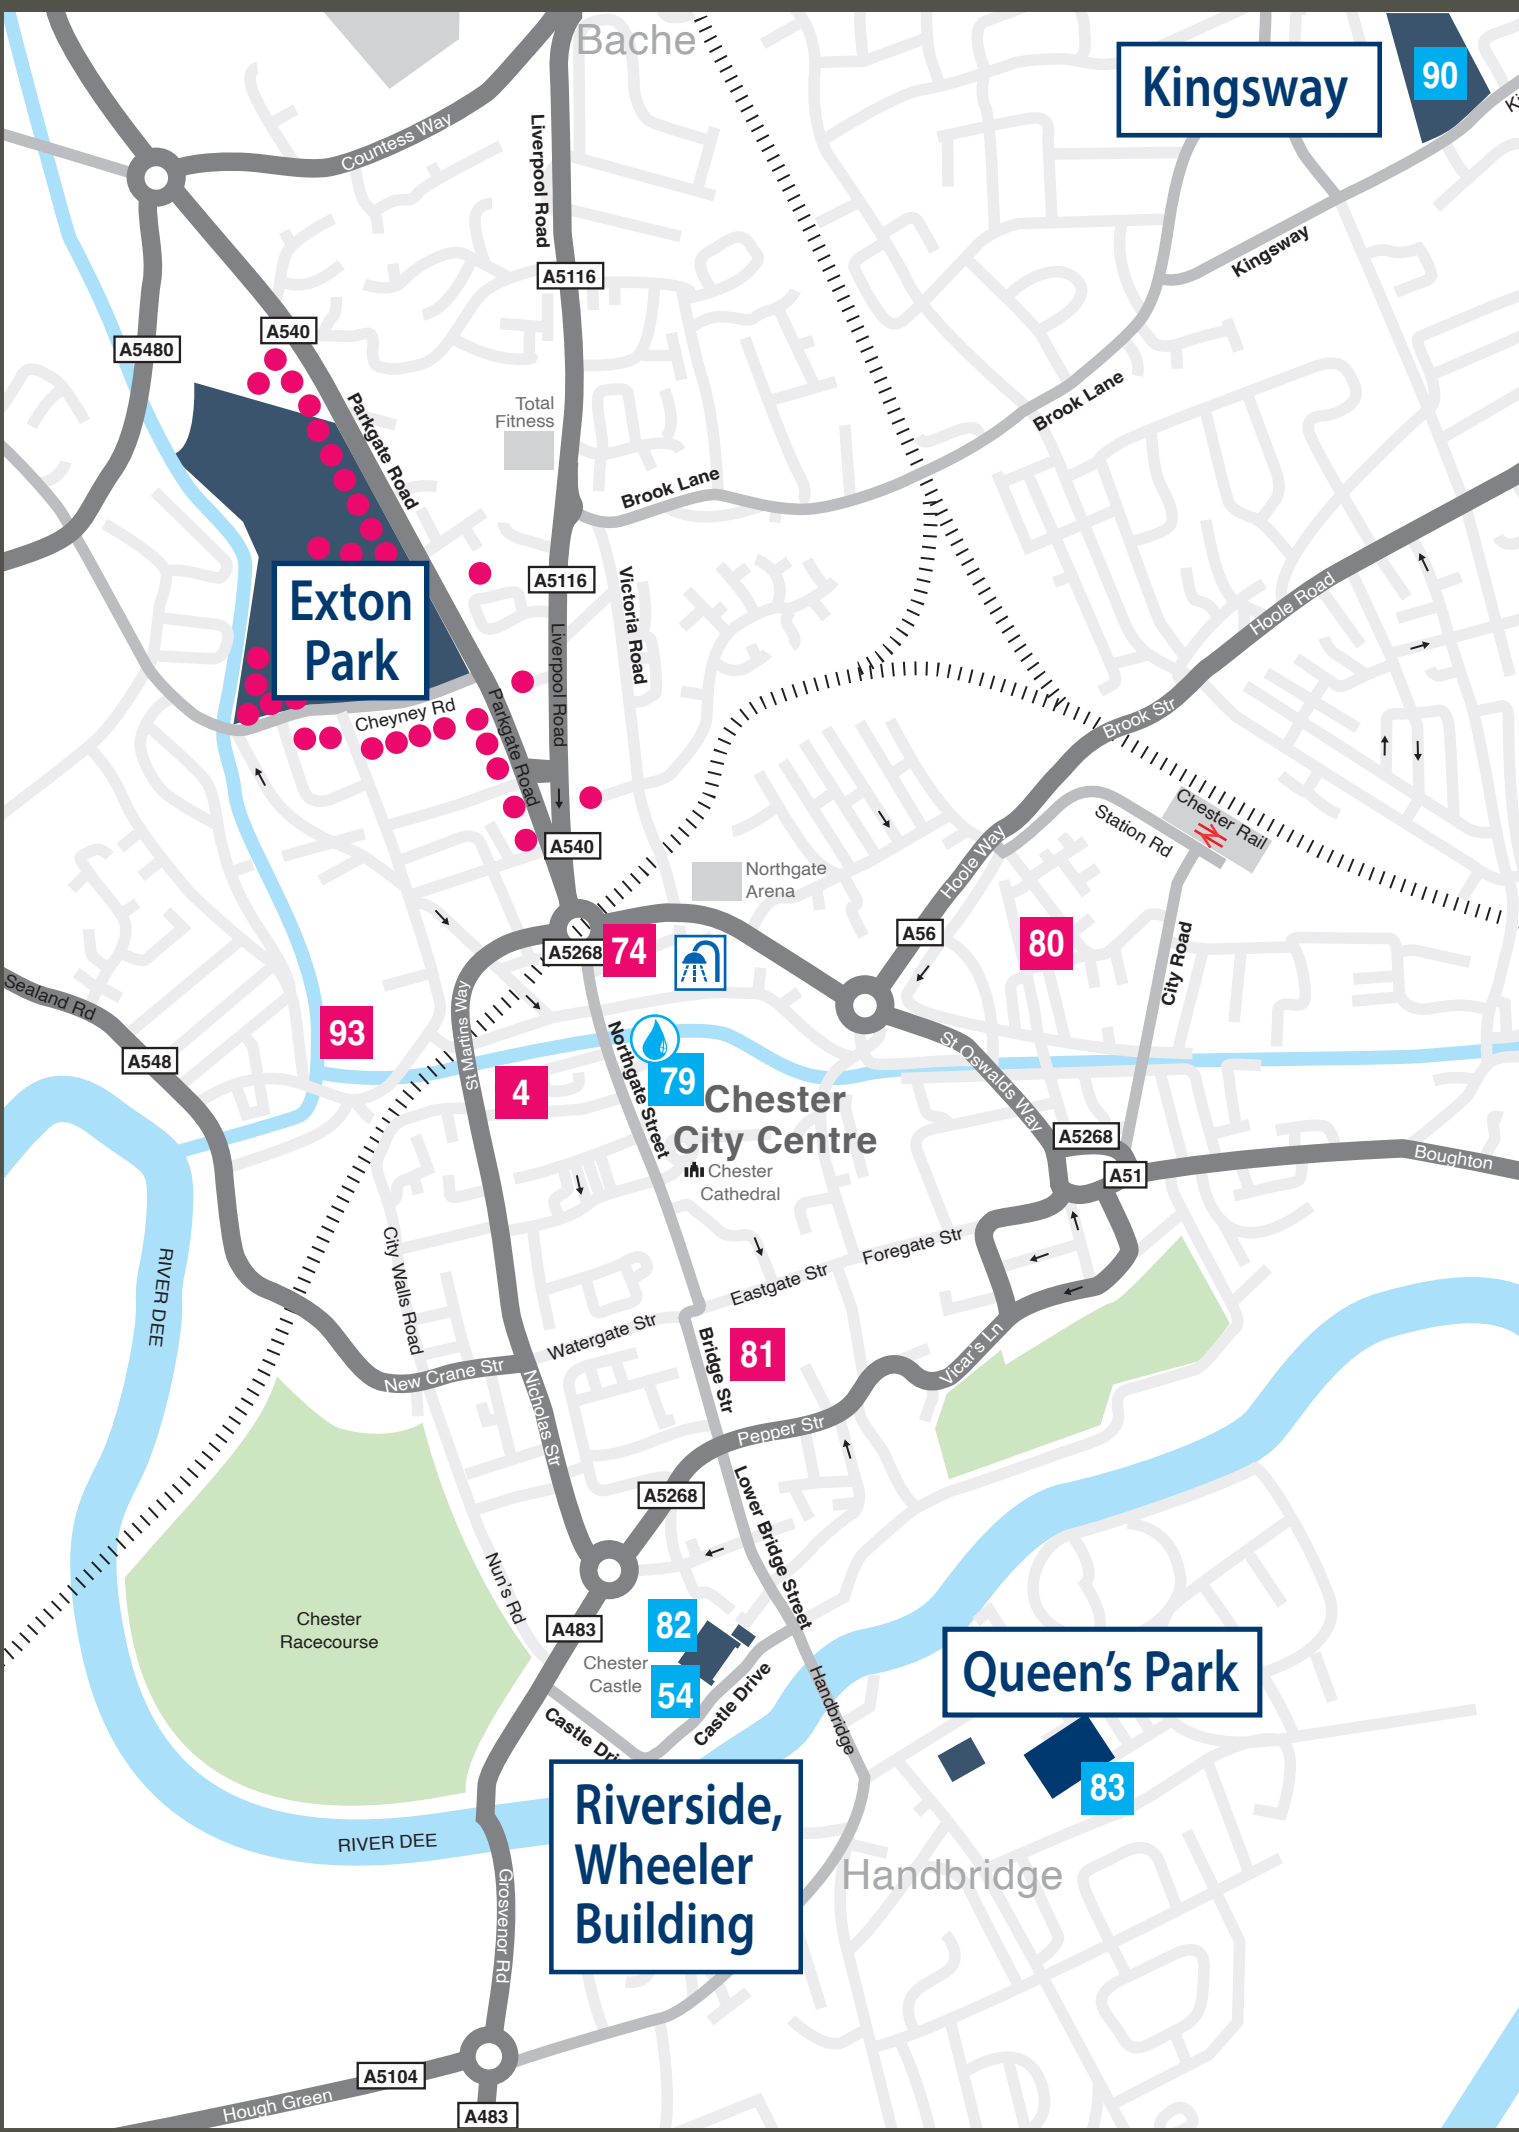 Bache
Kingsway
90
Countess Way
Liverpool Road
Kingsway
A5116
A540
A5480
Parkgate Road
Total
Fitness
Brook Lane
Brook Lane
A5116
Victoria Road
Hoole Road
Exton
Park
Liverpool Road
Cheyney Rd
Parkgate Road
Brook Str
Station Rd
Chester Rail
A540
Hoole Way
Northgate
Arena
A56
80
City Road
A5268
74
Sealand Rd
93
St Martins Way
A548
Northgate Street
79
4
St Oswalds Way
Chester
City Centre
A5268
A51
Boughton
Chester
Cathedral
RIVER DEE
City Walls Road
Foregate Str
Eastgate Str
Watergate Str
Bridge Str
81
Vicar's Ln
New Crane Str
Nicholas Str
Pepper Str
A5268
Lower Bridge Street
Nun's Rd
Chester
Racecourse
A483
82
Chester
Castle
54
Castle Drive
Castle Dri
Handbridge
Queen's Park
83
Riverside,
Wheeler
Building
RIVER DEE
Handbridge
Grosvenor Rd
A5104
Hough Green
A483